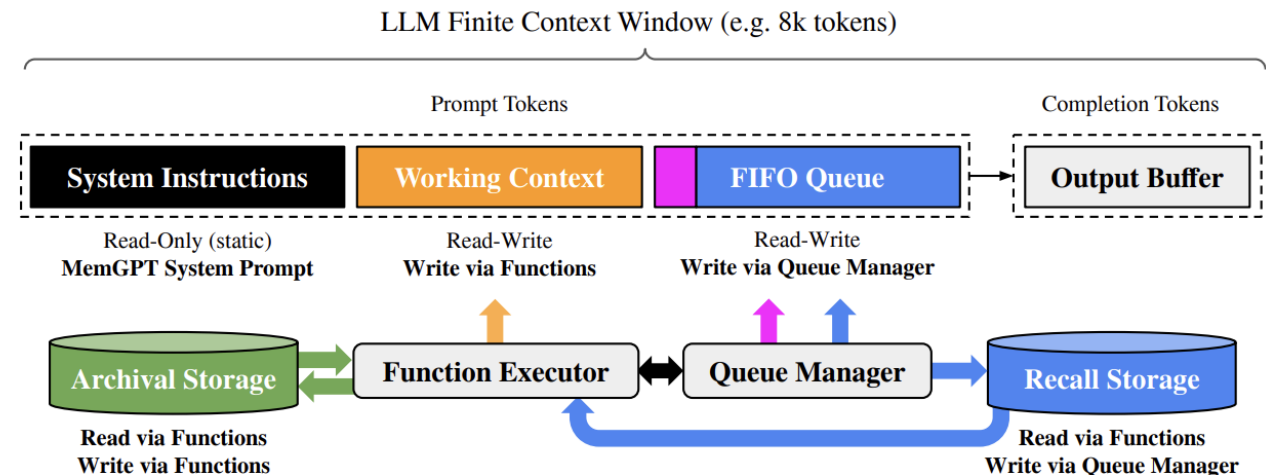 LLM Finite Context Window (e.g. 8k tokens)
Prompt Tokens
Completion Tokens
System Instructions
Working Context
FIFO Queue
Output Buffer
Read-Only (static)
MemGPT System Prompt
Read-Write
Write via Functions
Read-Write
Write via Queue Manager
Archival Storage
Function Executor
Queue Manager
Recall Storage
Read via Functions
Write via Functions
Read via Functions
Write via Queue Manager